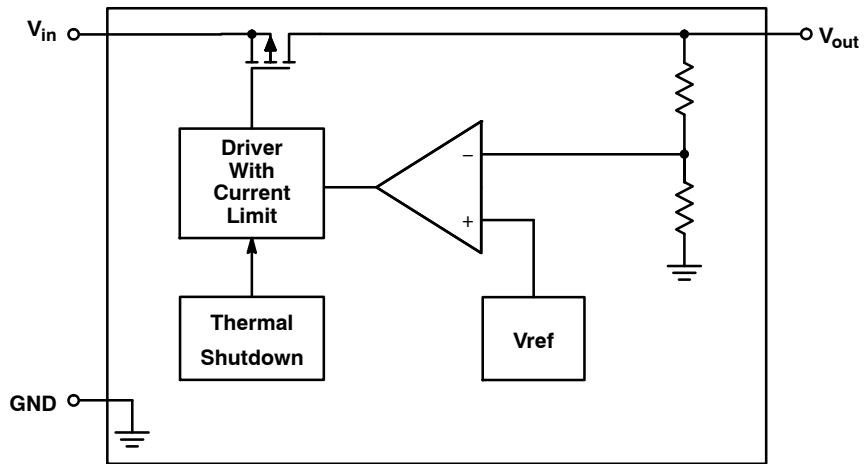 Vin
Vout
Driver
With
Current
Limit
−
+
Thermal
Shutdown
Vref
GND